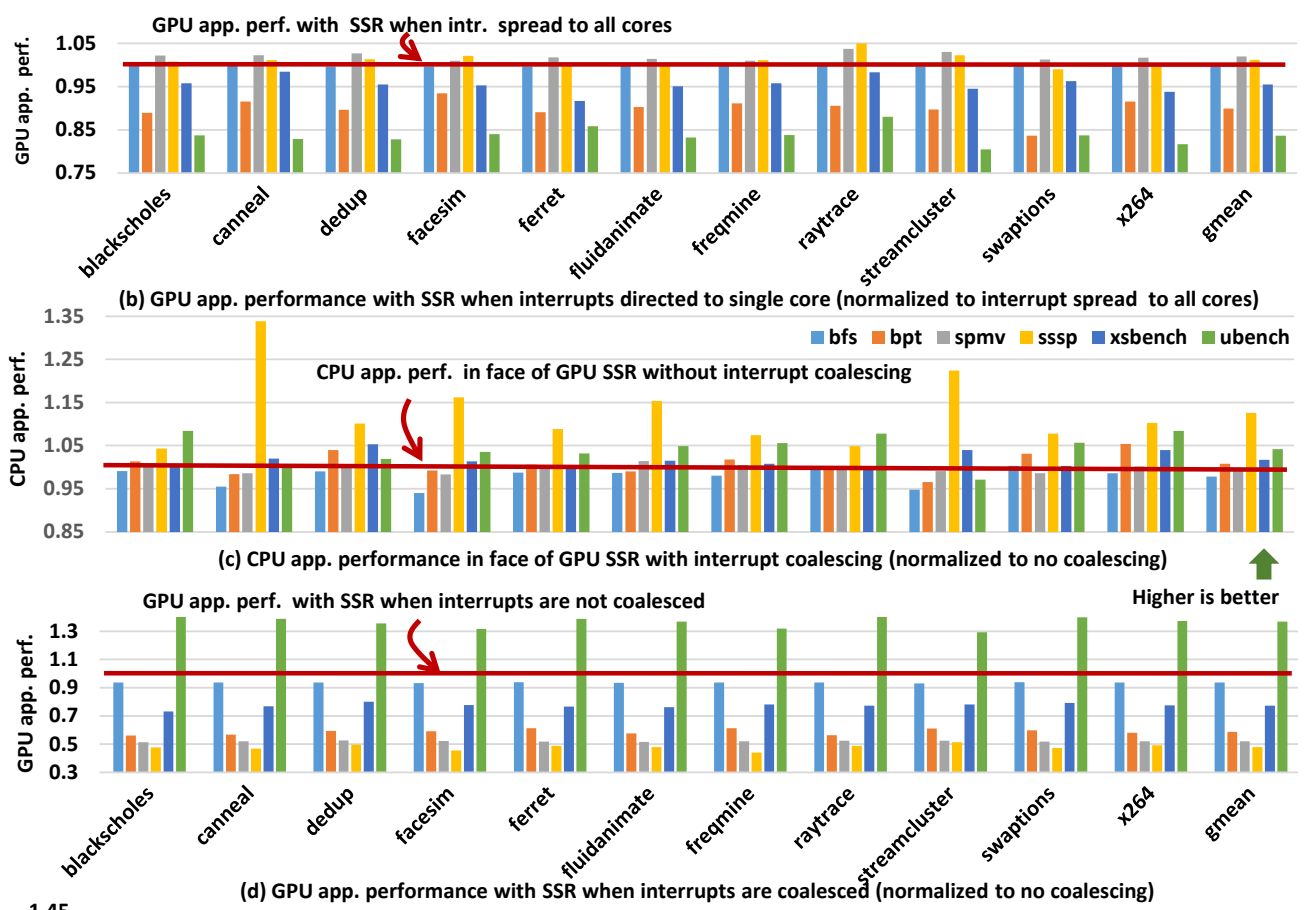 GPU app. perf. with SSR when intr. spread to all cores
GPU app. perf.
1.05
0.95
0.85
0.75
blackscholes
canneal
dedup
facesim
ferret
fluidanimate
freqmine
raytrace
streamcluster
swaptions
x264
gmean
(b) GPU app. performance with SSR when interrupts directed to single core (normalized to interrupt spread to all cores)
CPU app. perf.
1.35
1.25
1.15
1.05
0.95
0.85
bfs bpt spmv sssp xsbench ubench
CPU app. perf. in face of GPU SSR without interrupt coalescing
(c) CPU app. performance in face of GPU SSR with interrupt coalescing (normalized to no coalescing)
Higher is better
GPU app. perf. with SSR when interrupts are not coalesced
GPU app. perf.
1.3
1.1
0.9
0.7
0.5
0.3
blackscholes
canneal
dedup
facesim
ferret
fluidanimate
freqmine
raytrace
streamcluster
swaptions
x264
gmean
(d) GPU app. performance with SSR when interrupts are coalesced (normalized to no coalescing)
1.45